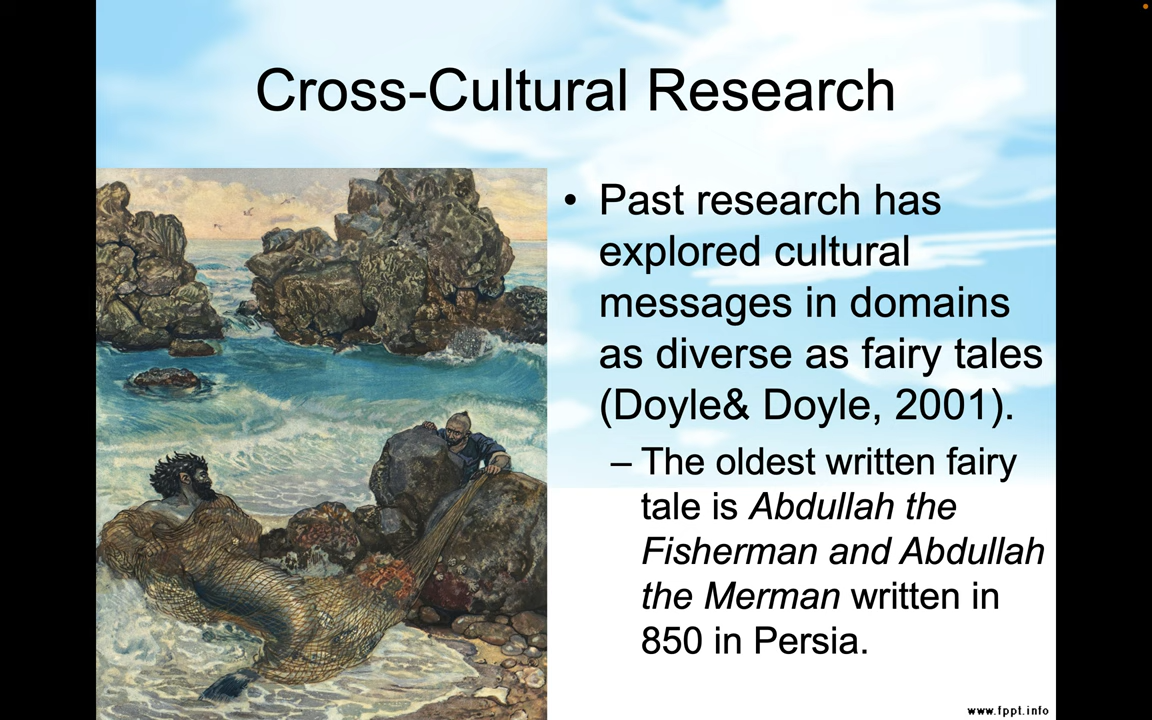 Cross-Cultural Research
• Past research has
explored cultural
messages in domains
as diverse as fairy tales
(Doyle& Doyle, 2001).
– The oldest written fairy
tale is Abdullah the
Fisherman and Abdullah
the Merman written in
850 in Persia.
www.fppt.info